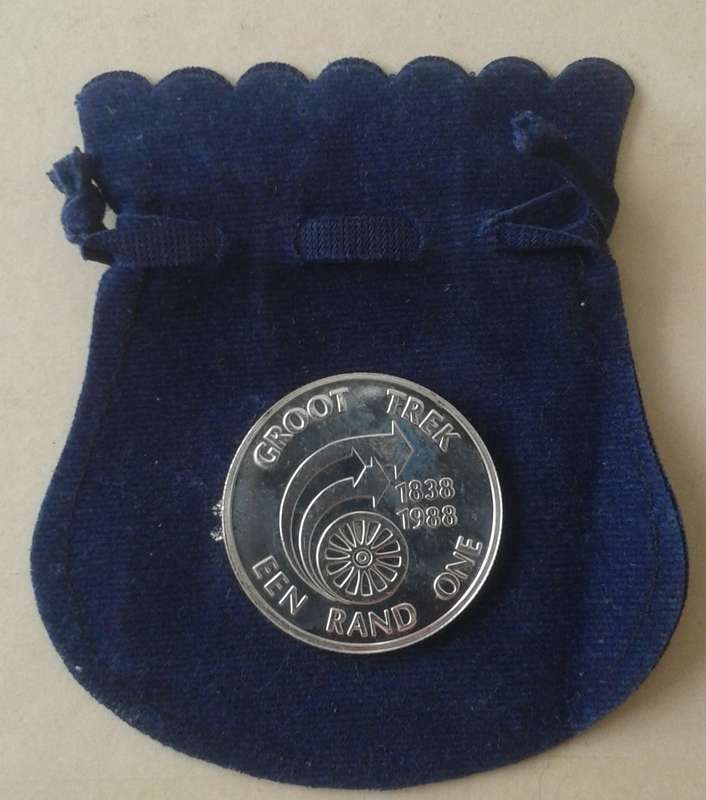 GROOT TREK
1838
1988
EEN RAND ONE